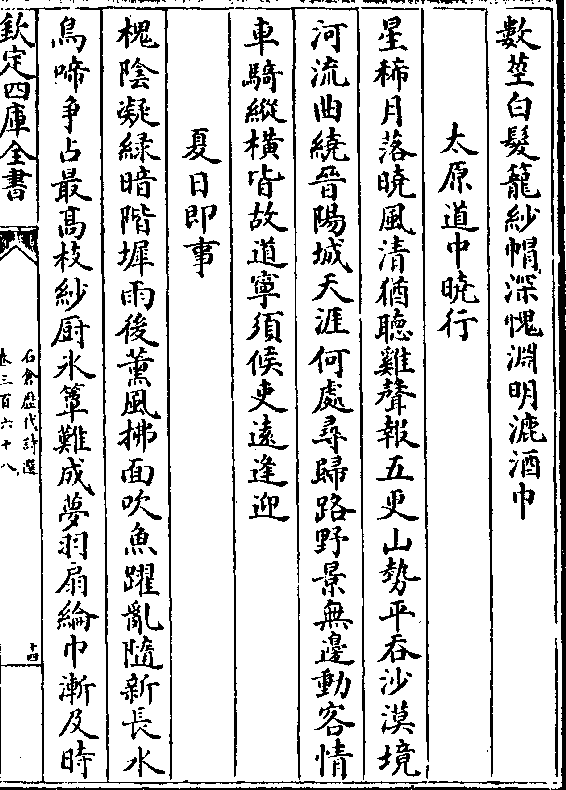 數莖白髮籠紗帽深愧淵明漉酒巾
太原道中曉行
星稀月落曉風清猶聽雞聲報五更山勢平吞沙漠境
河流曲繞晉陽城天涯何處尋歸路野景無邊動客情
車騎縱橫皆故道寧須候吏遠逢迎
夏日即事
槐陰凝綠暗階墀雨後薰風拂面吹魚躍亂隨新長水
鳥啼爭占最高枝紗厨氷簟難成夢羽扇綸巾漸及時
欽定四庫全書
石倉歷代詩選
卷三百六十八
十四